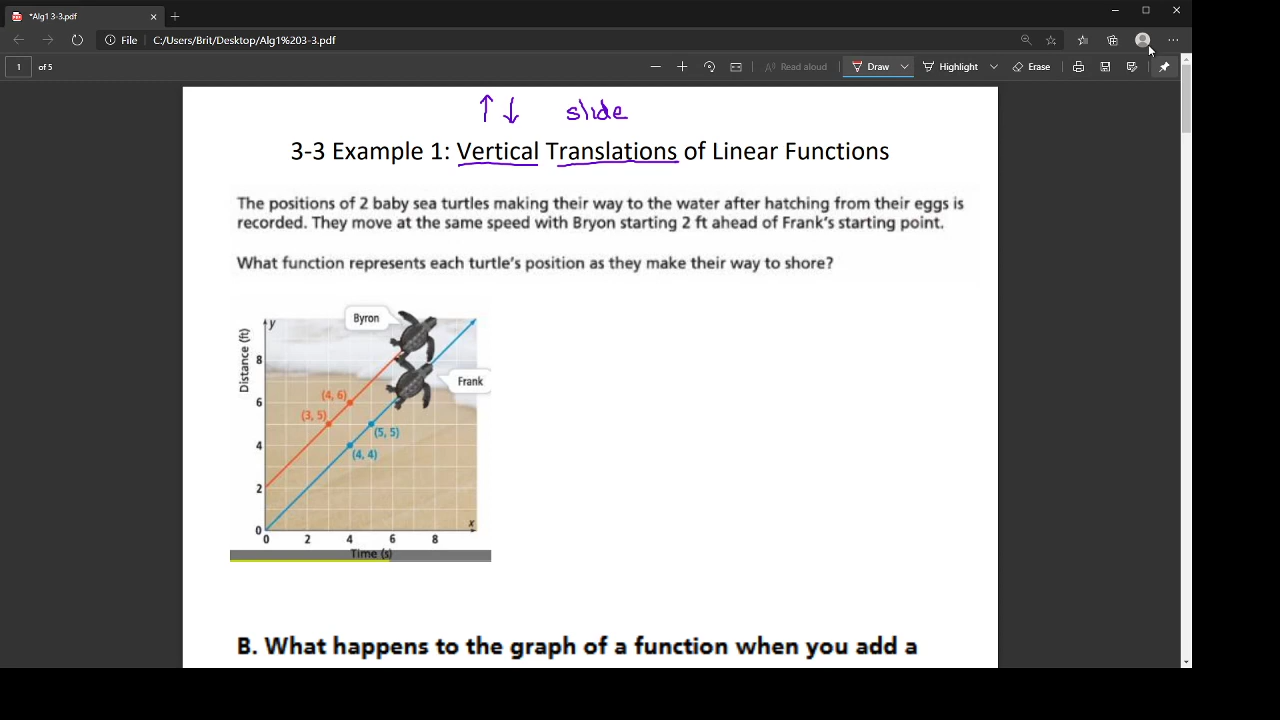 *Alg1 3-3.pdf
File C:/Users/Brit/Desktop/Alg1%203-3.pdf
1 of 5 Read aloud Draw Highlight Erase
↑ ↓ slide
3-3 Example 1: Vertical Translations of Linear Functions
The positions of 2 baby sea turtles making their way to the water after hatching from their eggs is
recorded. They move at the same speed with Bryon starting 2 ft ahead of Frank's starting point.
What function represents each turtle's position as they make their way to shore?
y
Byron
Distance (ft)
8
Frank
(4, 6)
6
(3, 5)
(5, 5)
4
(4, 4)
2
0
x
0 2 4 6 8
Time (s)
B. What happens to the graph of a function when you add a